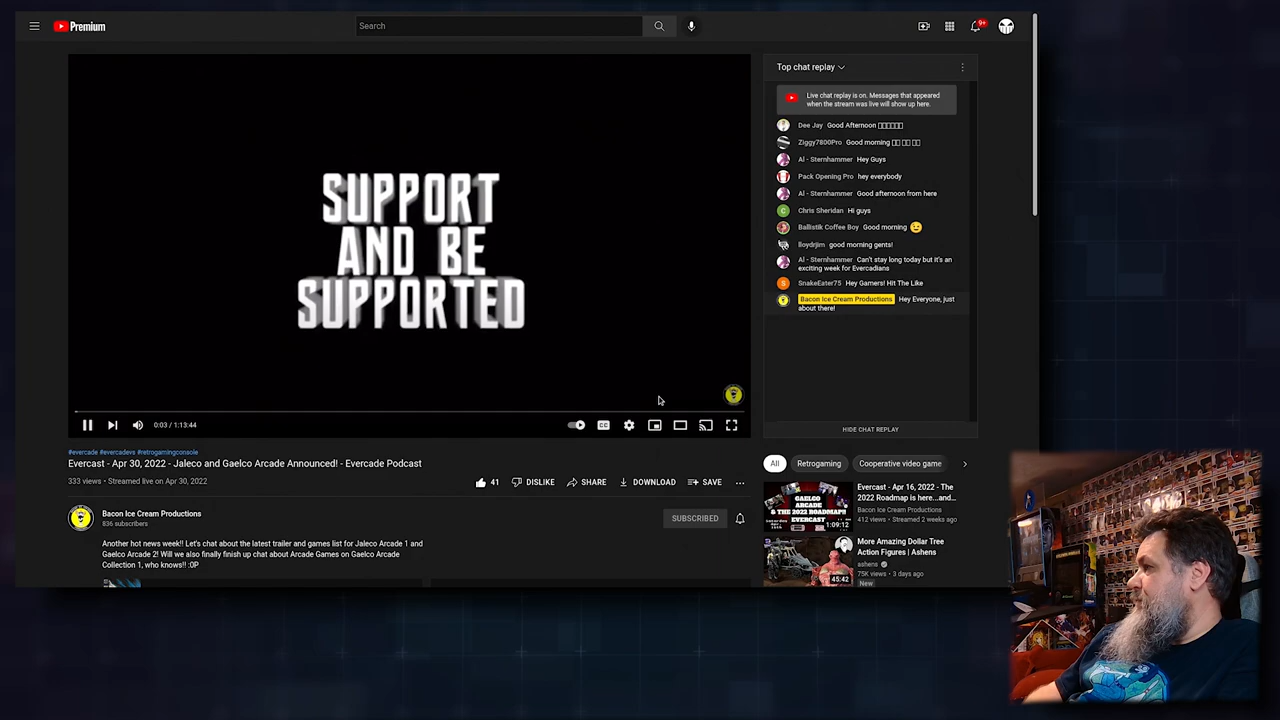 Premium
Search
9+
SUPPORT
AND BE
SUPPORTED
0:03 / 1:13:44
CC
#evercade #evercadevs #retrogamingconsole
Evercast - Apr 30, 2022 - Jaleco and Gaelco Arcade Announced! - Evercade Podcast
333 views • Streamed live on Apr 30, 2022
41
DISLIKE
SHARE
DOWNLOAD
SAVE
Bacon Ice Cream Productions
836 subscribers
SUBSCRIBED
Another hot news week!! Let's chat about the latest trailer and games list for Jaleco Arcade 1 and
Gaelco Arcade 2! Will we also finally finish up chat about Arcade Games on Gaelco Arcade
Collection 1, who knows!! :0P
Top chat replay
Live chat replay is on. Messages that appeared
when the stream was live will show up here.
Dee Jay Good Afternoon
Ziggy7800Pro Good morning
Al - Sternhammer Hey Guys
Pack Opening Pro hey everybody
Al - Sternhammer Good afternoon from here
C Chris Sheridan Hi guys
Ballistik Coffee Boy Good morning 😉
lloydrjim good morning gents!
Al - Sternhammer Can't stay long today but it's an
exciting week for Evercadians
S SnakeEater75 Hey Gamers! Hit The Like
Bacon Ice Cream Productions Hey Everyone, just
about there!
HIDE CHAT REPLAY
All
Retrogaming
Cooperative video game
GAELCO
ARCADE
& THE 2022 ROADMAP!!
EVERCAST
1:09:12
Evercast - Apr 16, 2022 - The
2022 Roadmap is here...and...
Bacon Ice Cream Productions
412 views • Streamed 2 weeks ago
45:42
More Amazing Dollar Tree
Action Figures | Ashens
ashens
75K views • 3 days ago
New